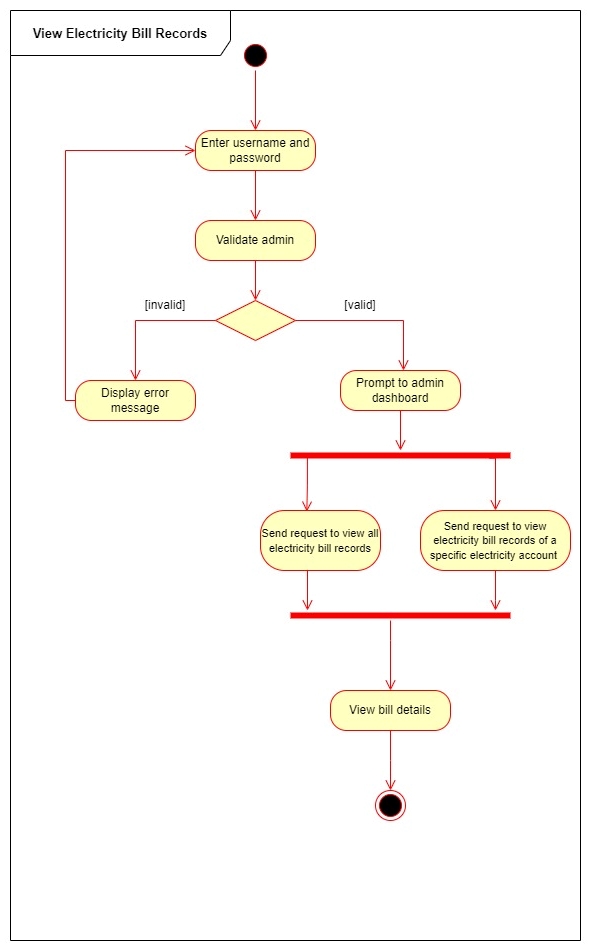 View Electricity Bill Records
Enter username and
password
Validate admin
[invalid]
[valid]
Display error
message
Prompt to admin
dashboard
Send request to view all
electricity bill records
Send request to view
electricity bill records of a
specific electricity account
View bill details